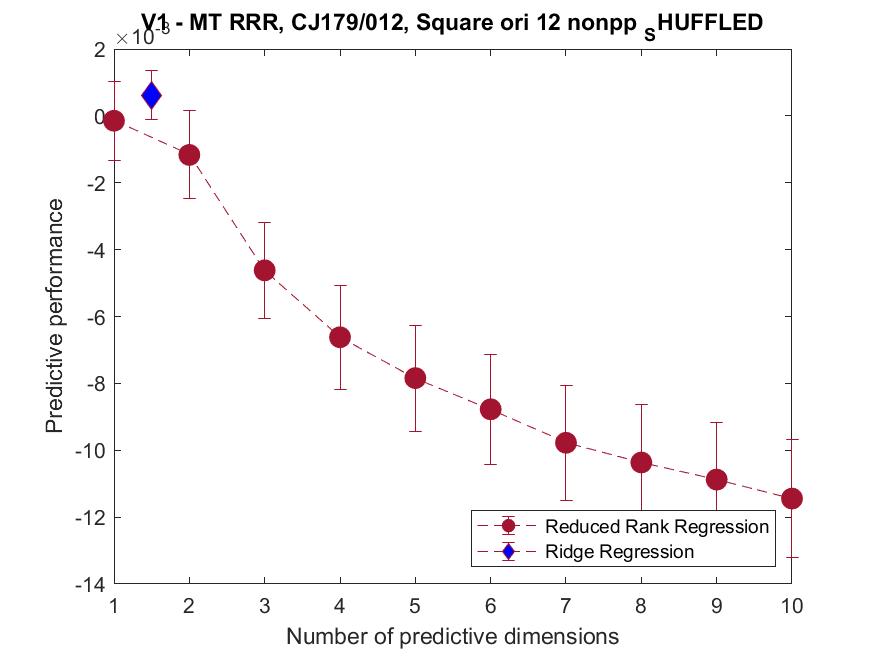 V1 - MT RRR, CJ179/012, Square ori 12 nonpp SHUFFLED
×10-3
2
0
-2
-4
-6
-8
-10
-12
-14
Predictive performance
Reduced Rank Regression
Ridge Regression
1 2 3 4 5 6 7 8 9 10
Number of predictive dimensions